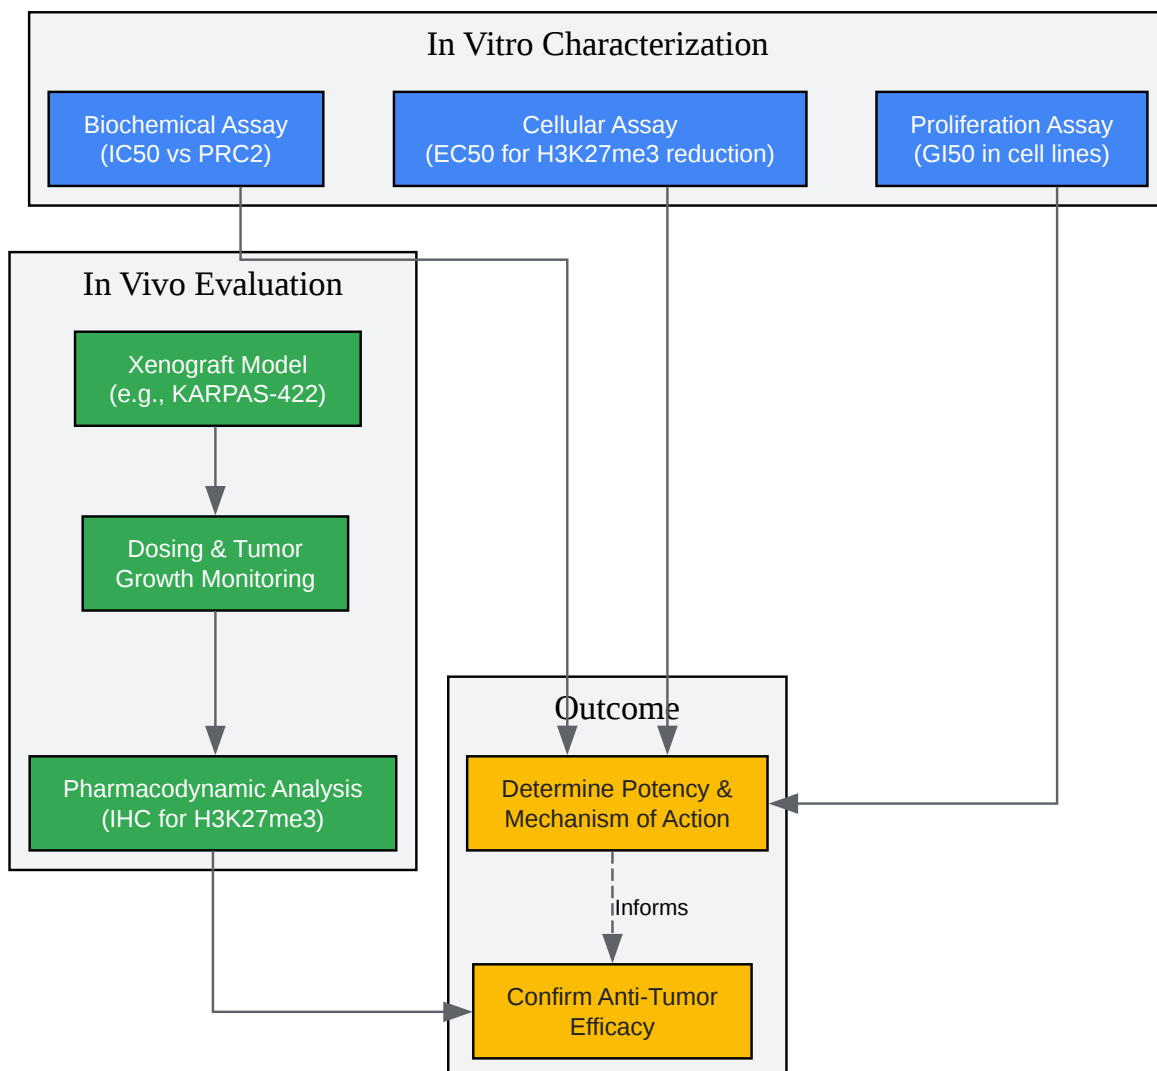 In Vitro Characterization
Biochemical Assay
(IC50 vs PRC2)
Cellular Assay
(EC50 for H3K27me3 reduction)
Proliferation Assay
(GI50 in cell lines)
In Vivo Evaluation
Xenograft Model
(e.g., KARPAS-422)
Dosing & Tumor
Growth Monitoring
Pharmacodynamic Analysis
(IHC for H3K27me3)
Outcome
Determine Potency &
Mechanism of Action
Informs
Confirm Anti-Tumor
Efficacy